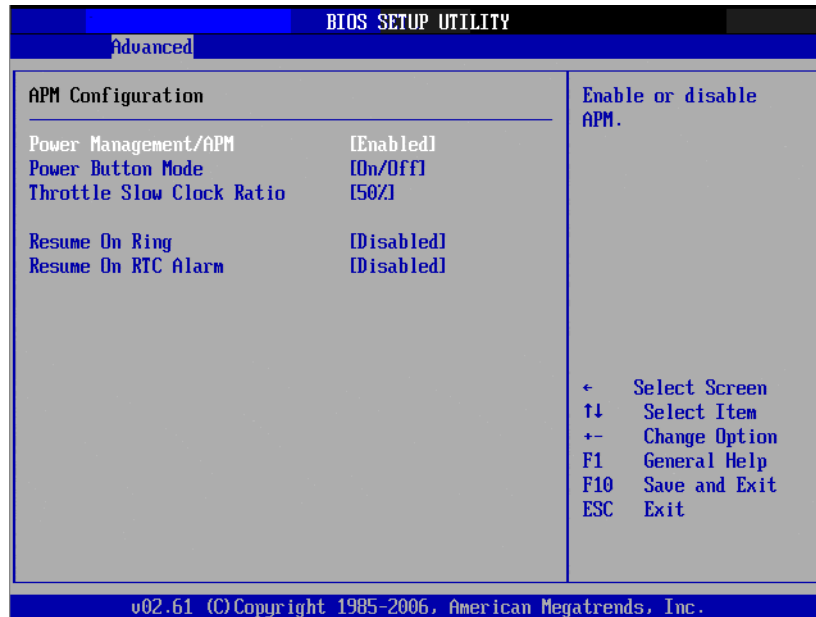 BIOS SETUP UTILITY
Advanced
APM Configuration
Power Management/APM [Enabled]
Power Button Mode [On/Off]
Throttle Slow Clock Ratio [50%]
Resume On Ring [Disabled]
Resume On RTC Alarm [Disabled]
Enable or disable
APM.
← Select Screen
↑↓ Select Item
+- Change Option
F1 General Help
F10 Save and Exit
ESC Exit
v02.61 (C)Copyright 1985-2006, American Megatrends, Inc.